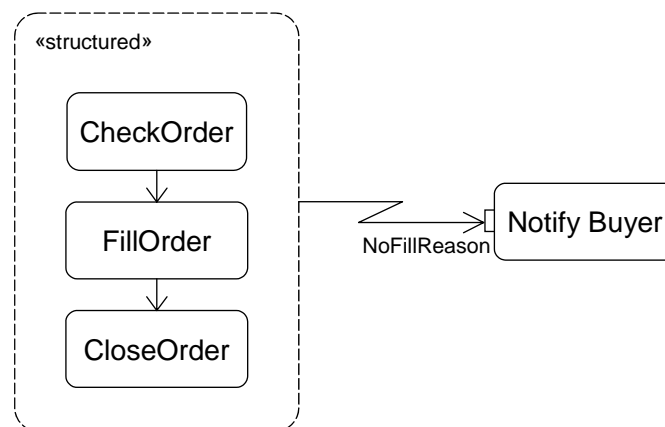 «structured»
CheckOrder
FillOrder
CloseOrder
NoFillReason
Notify Buyer